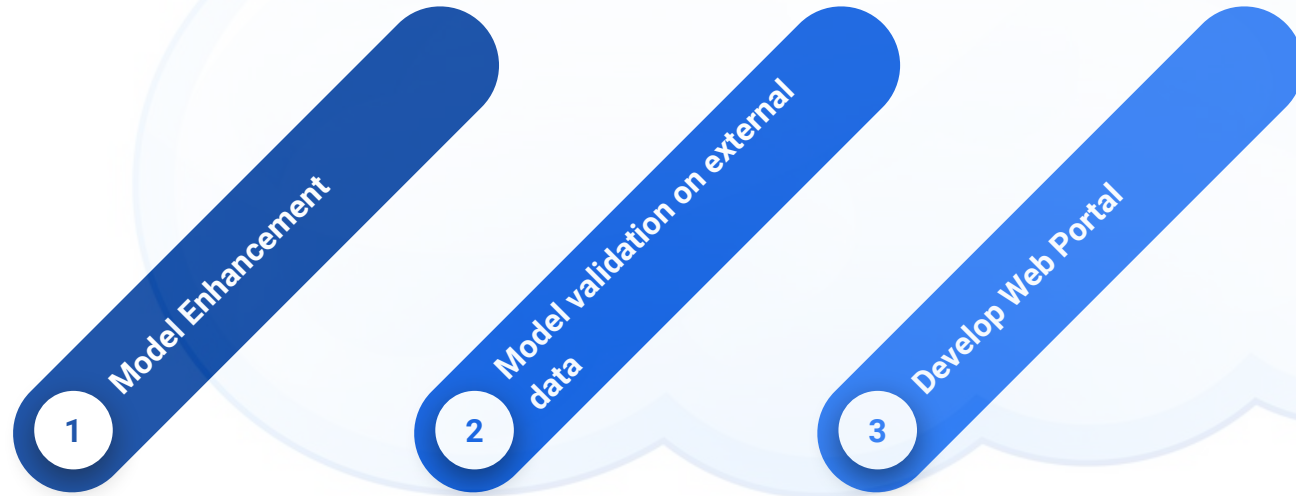 1
Model Enhancement
2
Model validation on external
data
3
Develop Web Portal